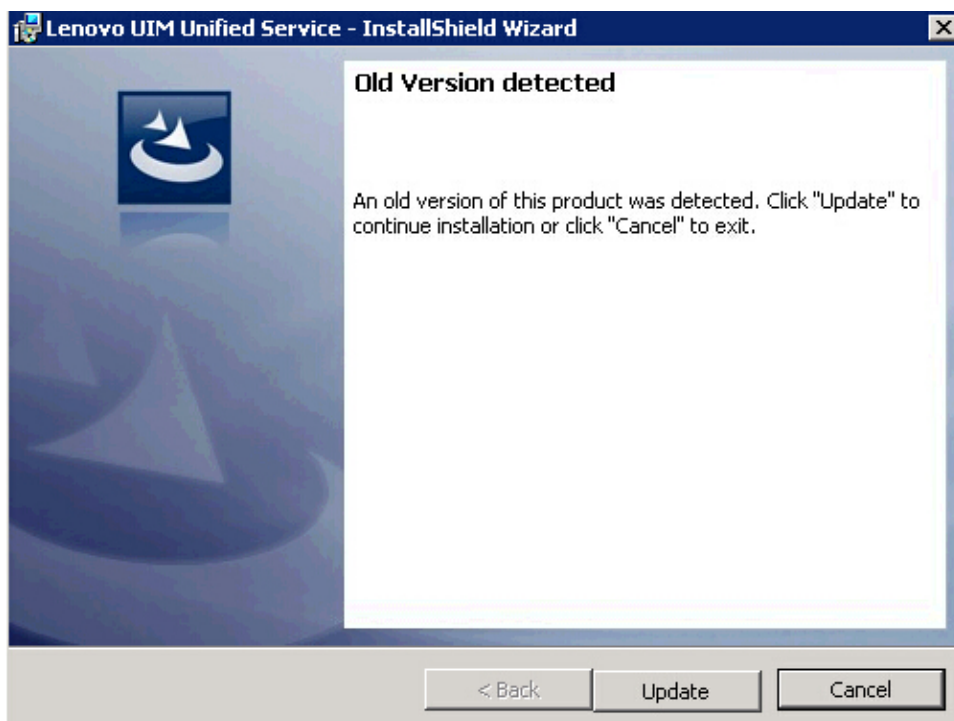 Lenovo UIM Unified Service - InstallShield Wizard
Old Version detected
An old version of this product was detected. Click "Update" to
continue installation or click "Cancel" to exit.
< Back
Update
Cancel